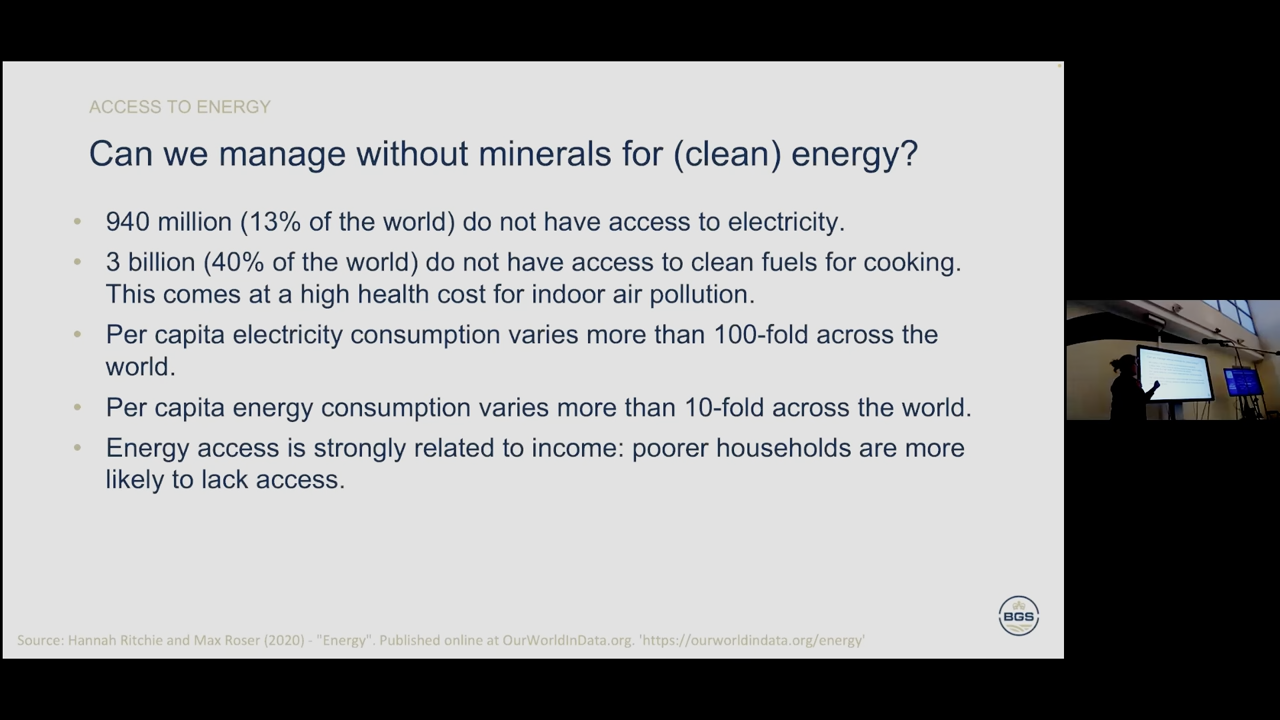 ACCESS TO ENERGY
Can we manage without minerals for (clean) energy?
• 940 million (13% of the world) do not have access to electricity.
• 3 billion (40% of the world) do not have access to clean fuels for cooking.
This comes at a high health cost for indoor air pollution.
• Per capita electricity consumption varies more than 100-fold across the
world.
• Per capita energy consumption varies more than 10-fold across the world.
• Energy access is strongly related to income: poorer households are more
likely to lack access.
BGS
Source: Hannah Ritchie and Max Roser (2020) - "Energy". Published online at OurWorldInData.org. 'https://ourworldindata.org/energy'